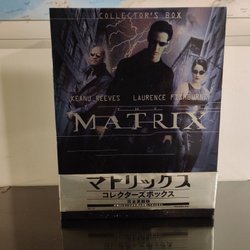 COLLECTOR'S BOX
KEANU REEVES LAURENCE FISHBURNE
THE
MATRIX
マトリックス
コレクターズボックス